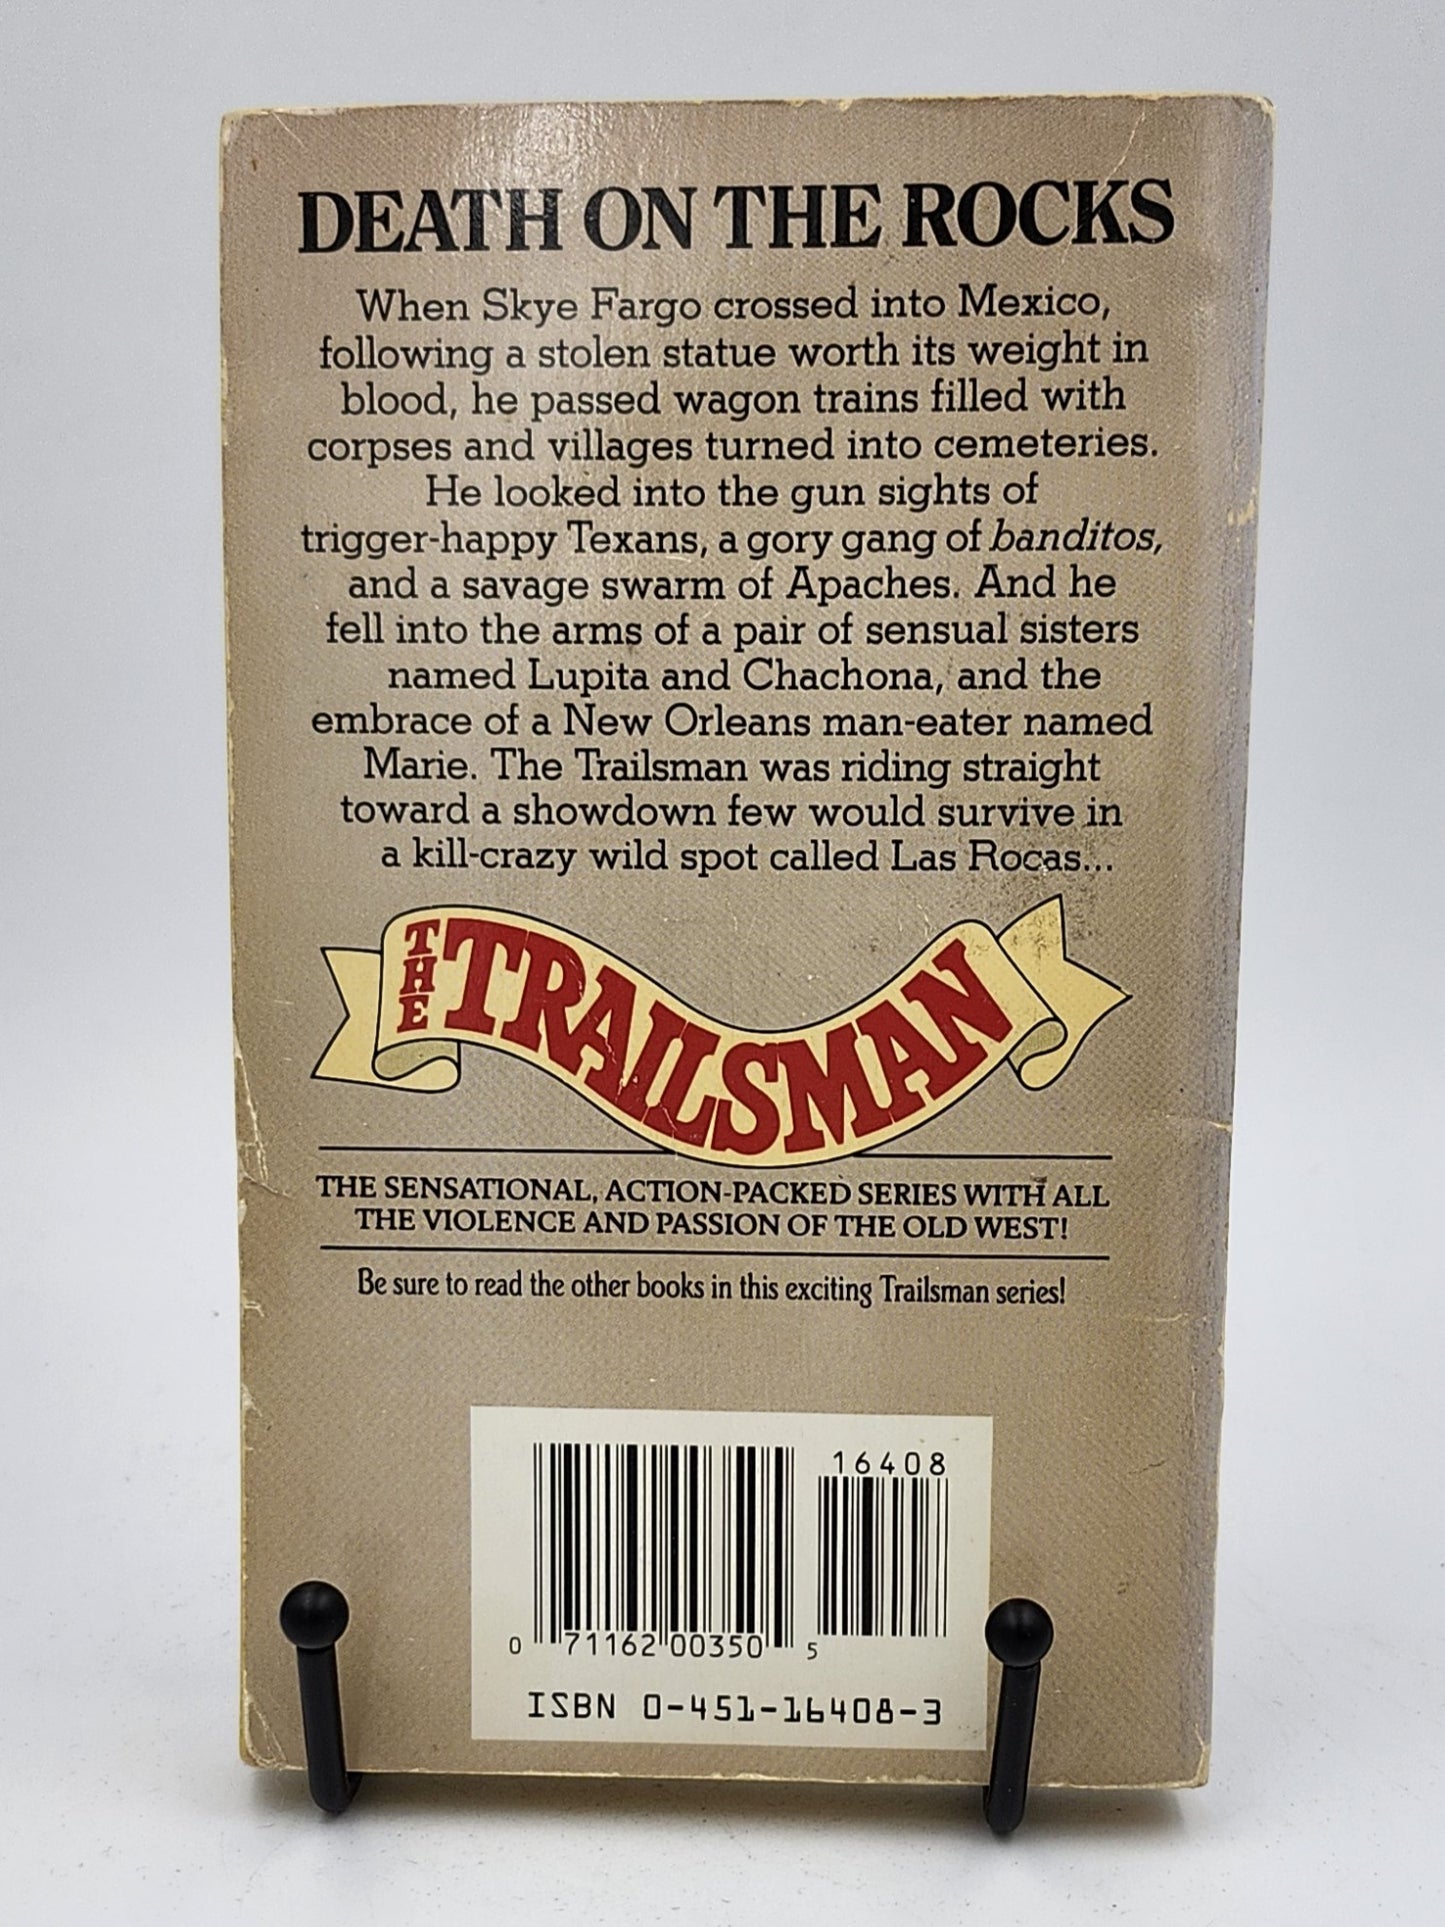 DEATH ON THE ROCKS
When Skye Fargo crossed into Mexico,
following a stolen statue worth its weight in
blood, he passed wagon trains filled with
corpses and villages turned into cemeteries.
He looked into the gun sights of
trigger-happy Texans, a gory gang of banditos,
and a savage swarm of Apaches. And he
fell into the arms of a pair of sensual sisters
named Lupita and Chachona, and the
embrace of a New Orleans man-eater named
Marie. The Trailsman was riding straight
toward a showdown few would survive in
a kill-crazy wild spot called Las Rocas...
THE TRAILSMAN
THE SENSATIONAL, ACTION-PACKED SERIES WITH ALL
THE VIOLENCE AND PASSION OF THE OLD WEST!
Be sure to read the other books in this exciting Trailsman series!
16408
0 71162 00350 5
ISBN 0-451-16408-3